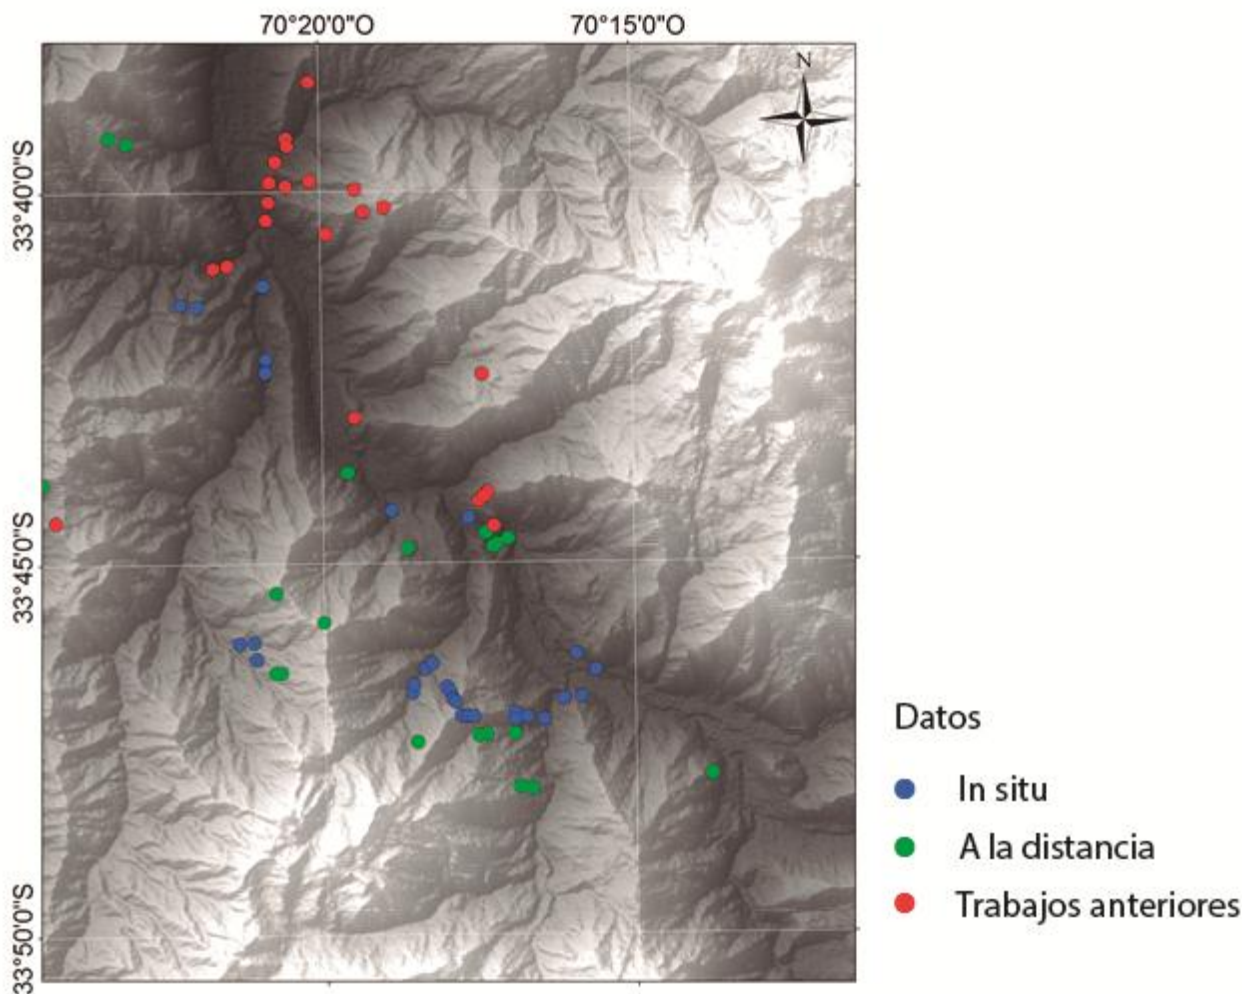 70°20'0"O 70°15'0"O
N
33°40'0"S
33°45'0"S
33°50'0"S
Datos
In situ
A la distancia
Trabajos anteriores